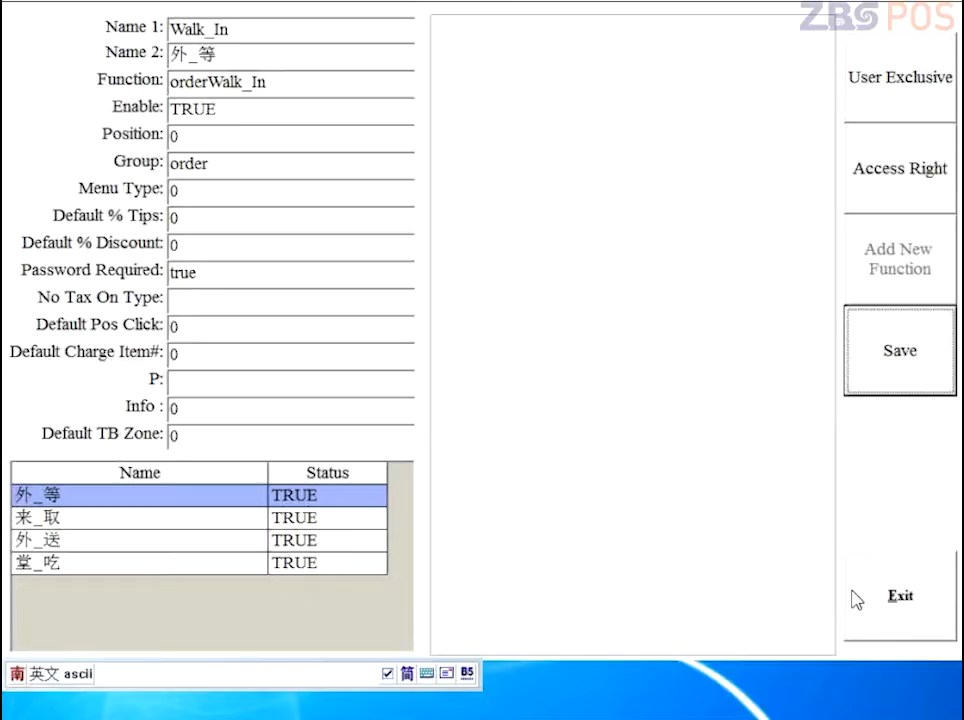 ZBS POS
Name 1: Walk_In
Name 2: 外_等
Function: orderWalk_In
Enable: TRUE
Position: 0
Group: order
Menu Type: 0
Default % Tips: 0
Default % Discount: 0
Password Required: true
No Tax On Type:
Default Pos Click: 0
Default Charge Item#: 0
P:
Info : 0
Default TB Zone: 0
Name Status
外_等 TRUE
来_取 TRUE
外_送 TRUE
堂_吃 TRUE
User Exclusive
Access Right
Add New
Function
Save
Exit
南 英文 ascii 简 B5